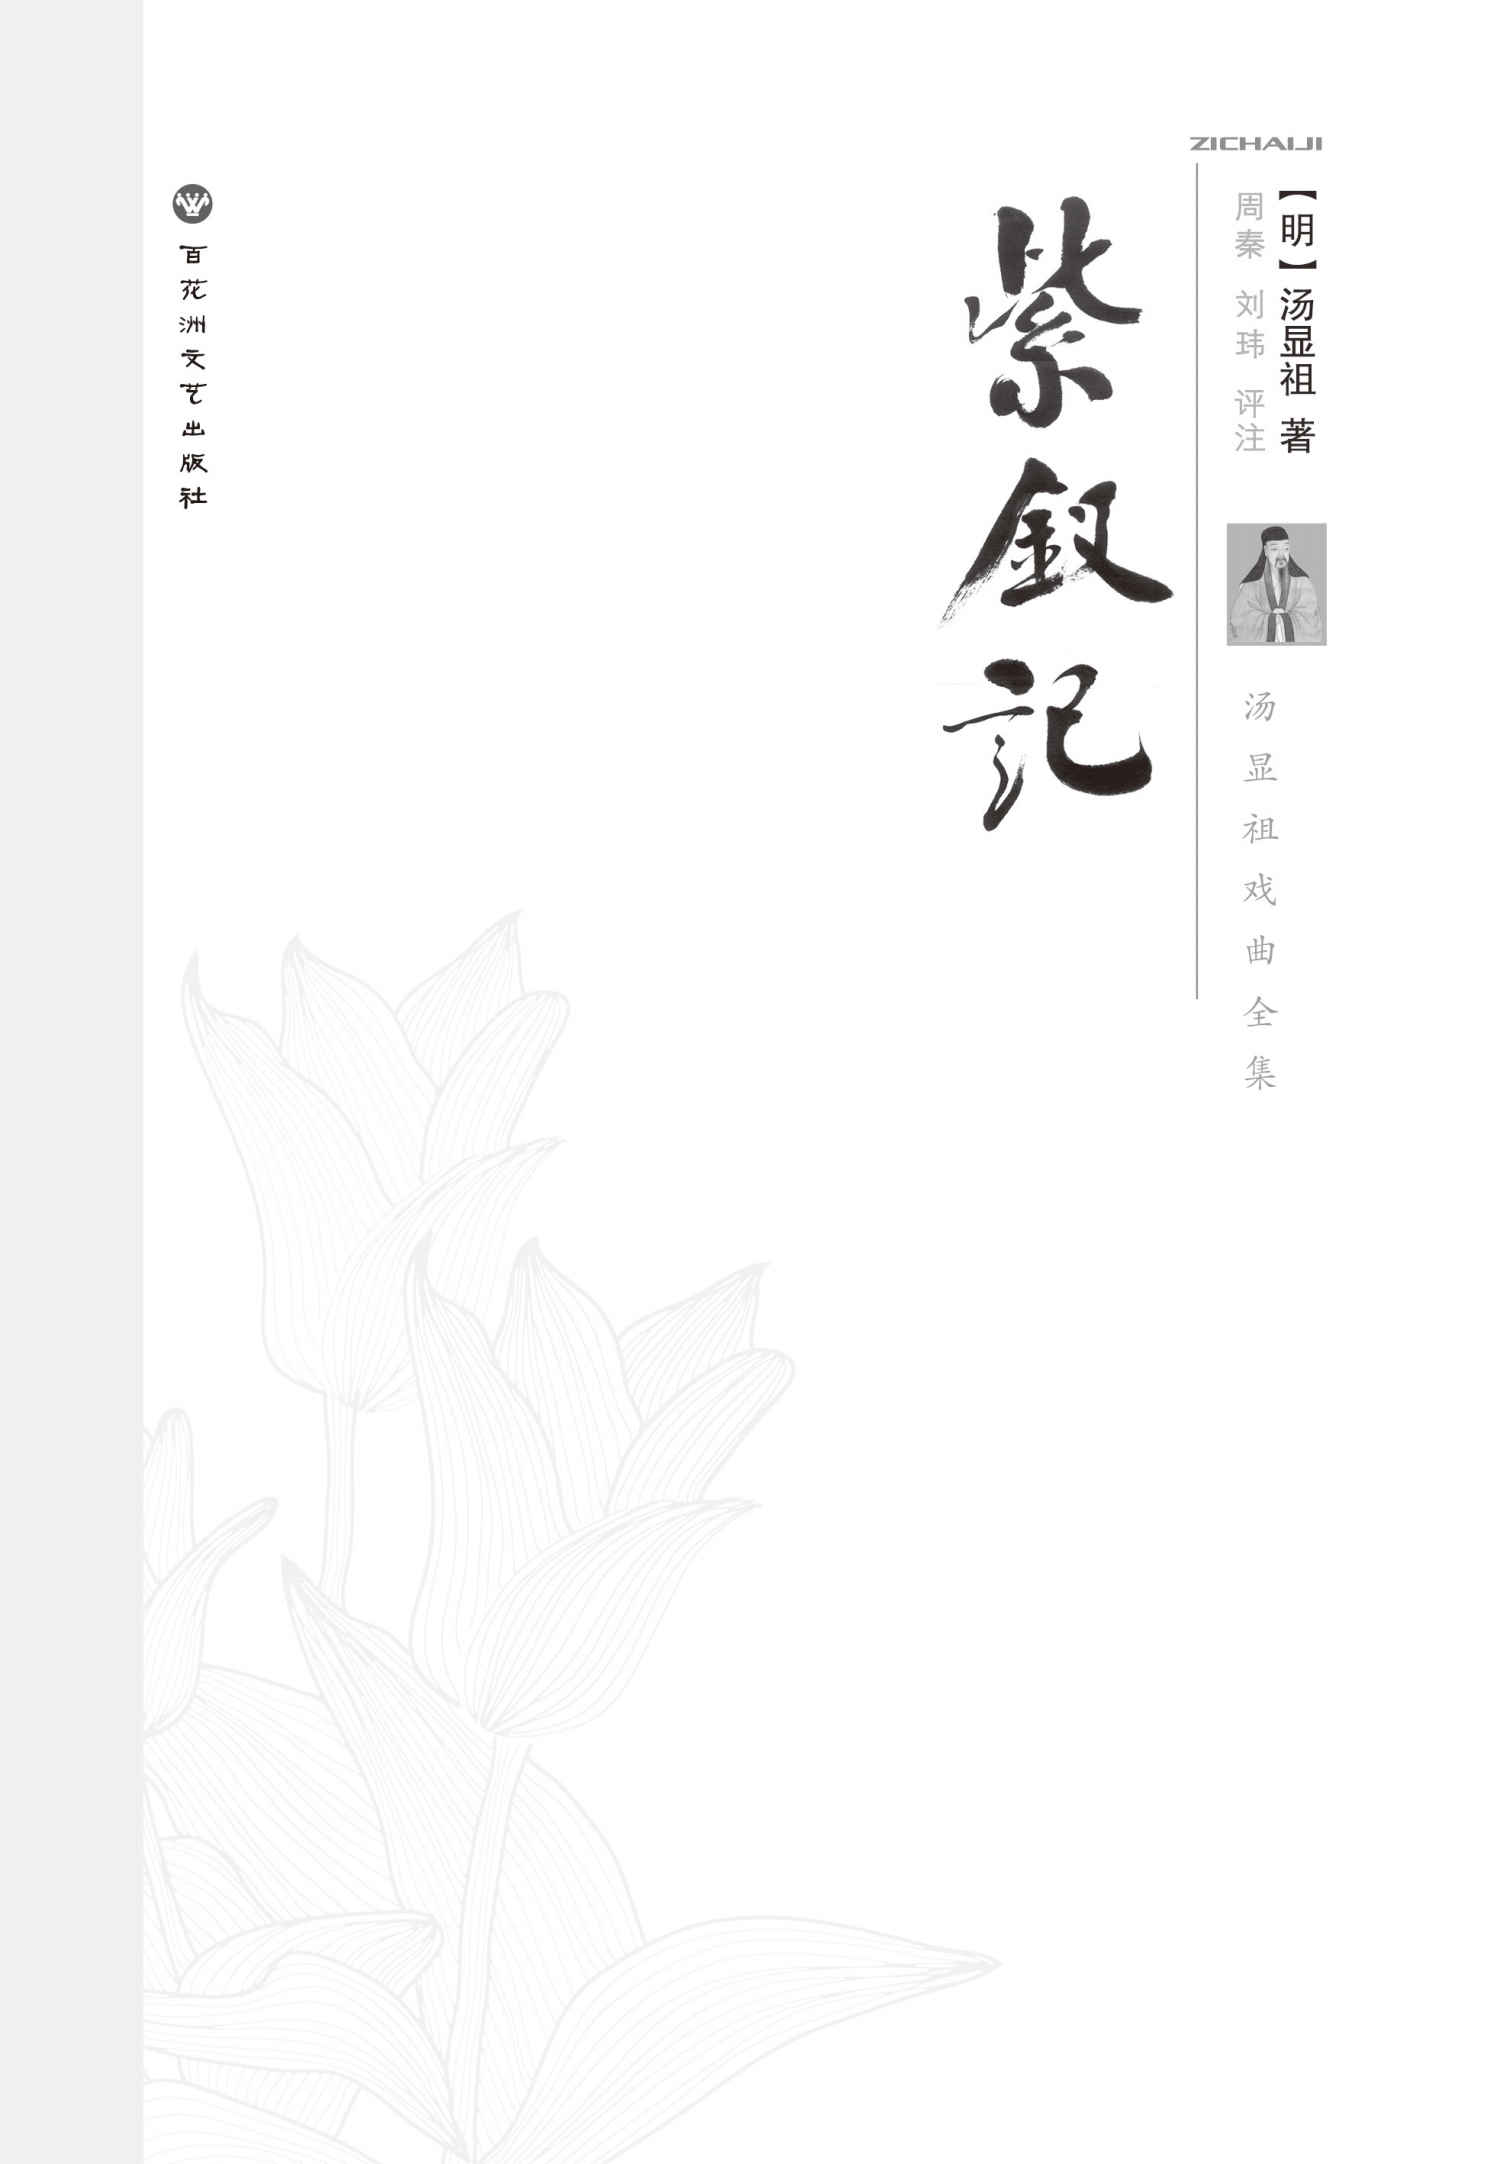 ZICHAIJI
【明】汤显祖 著
周秦 刘玮 评注
汤显祖戏曲全集
紫釵記
百花洲文艺出版社